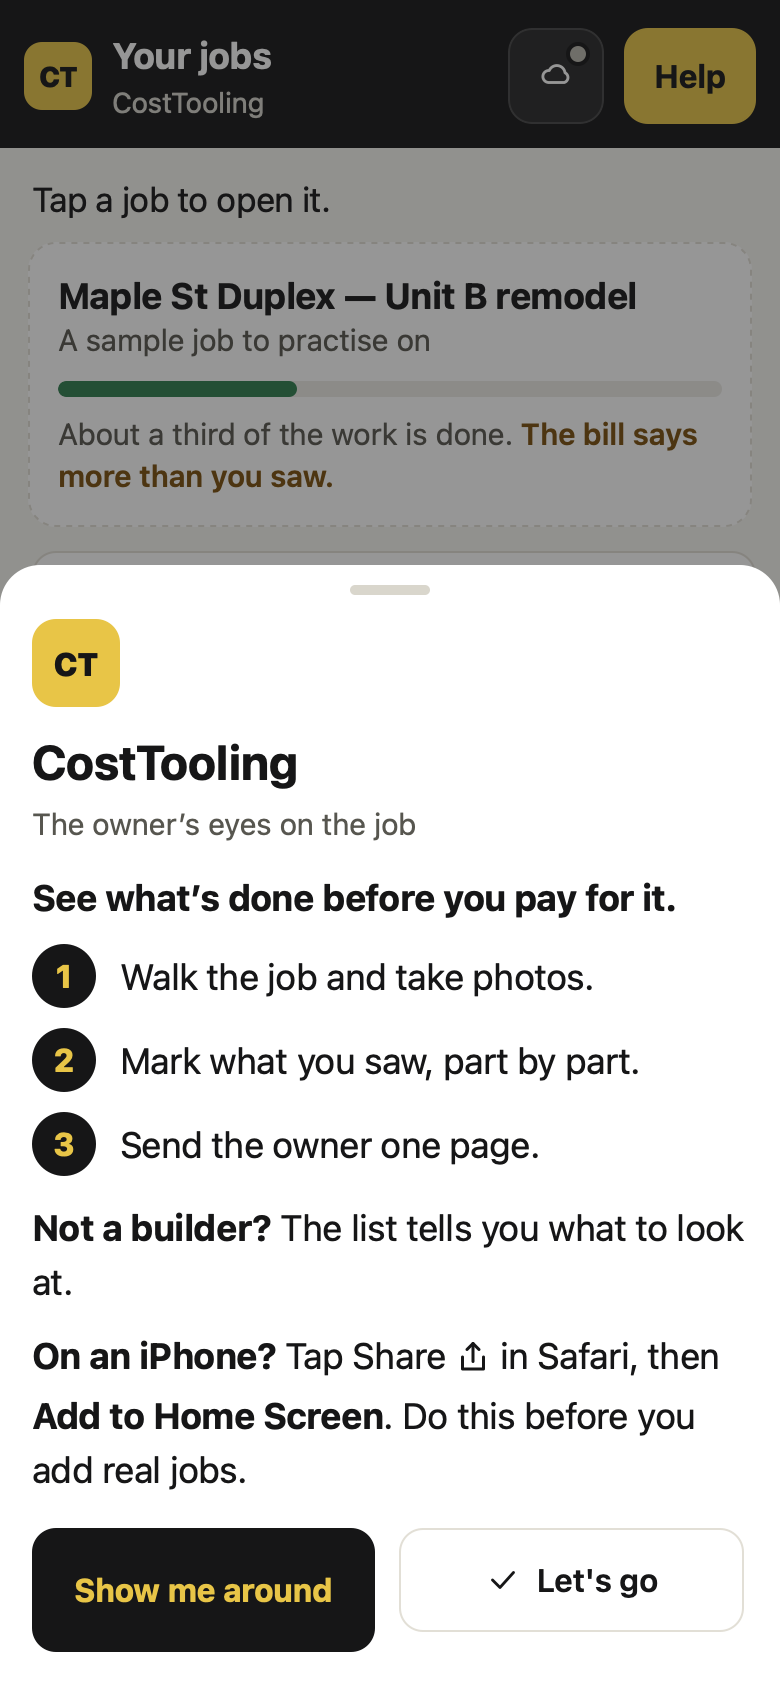 CT
Your jobs
CostTooling
Help
Tap a job to open it.
Maple St Duplex — Unit B remodel
A sample job to practise on
About a third of the work is done. The bill says
more than you saw.
CT
CostTooling
The owner’s eyes on the job
See what’s done before you pay for it.
1 Walk the job and take photos.
2 Mark what you saw, part by part.
3 Send the owner one page.
Not a builder? The list tells you what to look
at.
On an iPhone? Tap Share in Safari, then
Add to Home Screen. Do this before you
add real jobs.
Show me around
Let's go